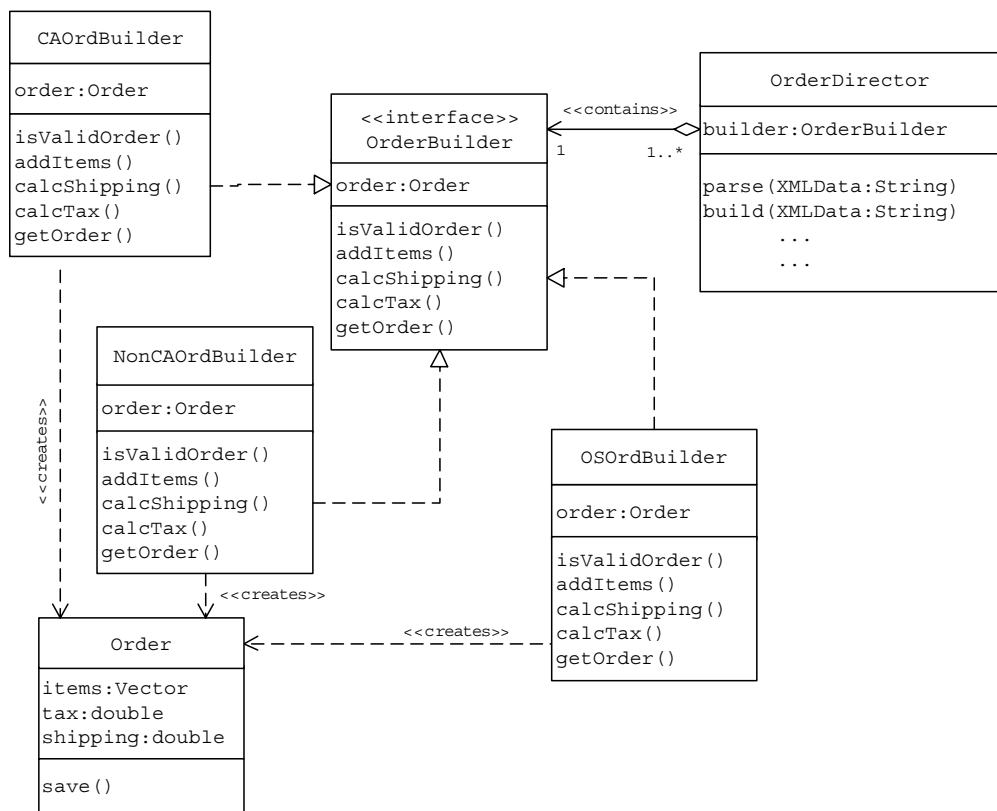 CAOrdBuilder
order:Order
isValidOrder()
addItems()
calcShipping()
calcTax()
getOrder()
<<interface>>
OrderBuilder
order:Order
isValidOrder()
addItems()
calcShipping()
calcTax()
getOrder()
<<contains>>
1
1..*
OrderDirector
builder:OrderBuilder
parse(XMLData:String)
build(XMLData:String)
...
...
NonCAOrdBuilder
order:Order
isValidOrder()
addItems()
calcShipping()
calcTax()
getOrder()
<<creates>>
<<creates>>
<<creates>>
OSOrdBuilder
order:Order
isValidOrder()
addItems()
calcShipping()
calcTax()
getOrder()
Order
items:Vector
tax:double
shipping:double
save()